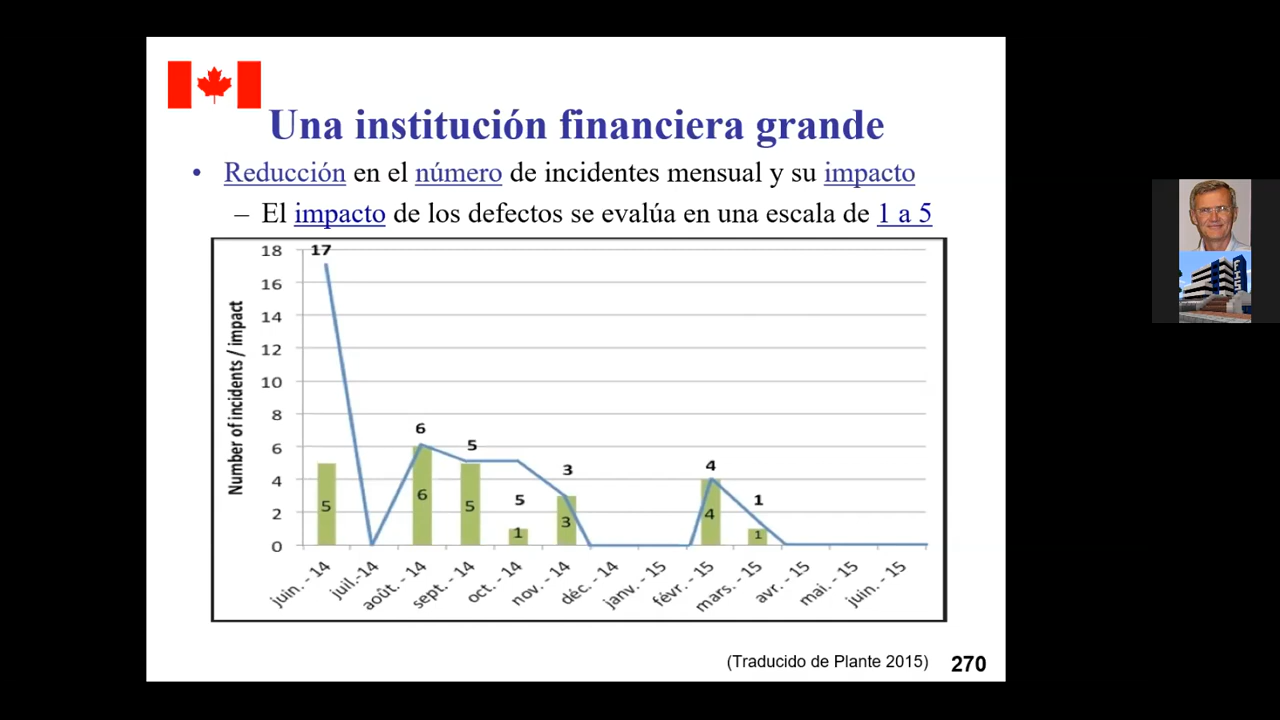 Una institución financiera grande
• Reducción en el número de incidentes mensual y su impacto
– El impacto de los defectos se evalúa en una escala de 1 a 5
Number of incidents / impact
18
16
14
12
10
8
6
4
2
0
17
6
5
5
3
4
1
5
6
5
1
3
4
1
juin. - 14
juil.-14
août. - 14
sept. - 14
oct. - 14
nov. - 14
déc. - 14
janv. - 15
févr. - 15
mars. - 15
avr. - 15
mai. - 15
juin. - 15
(Traducido de Plante 2015)
270